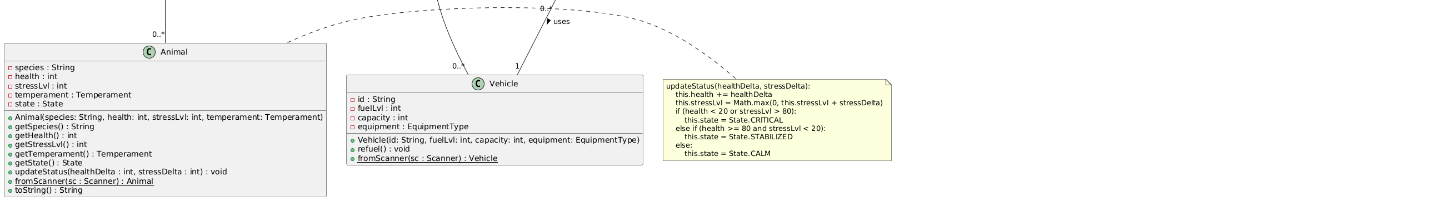 0..*
uses
0..*
0..*
1
C Animal
species : String
health : int
stressLvl : int
temperament : Temperament
state : State
Animal(species: String, health: int, stressLvl: int, temperament: Temperament)
getSpecies() : String
getHealth() : int
getStressLvl() : int
getTemperament() : Temperament
getState() : State
updateStatus(healthDelta : int, stressDelta : int) : void
fromScanner(sc : Scanner) : Animal
toString() : String
C Vehicle
id : String
fuelLvl : int
capacity : int
equipment : EquipmentType
Vehicle(id: String, fuelLvl: int, capacity: int, equipment: EquipmentType)
refuel() : void
fromScanner(sc : Scanner) : Vehicle
updateStatus(healthDelta, stressDelta):
this.health += healthDelta
this.stressLvl = Math.max(0, this.stressLvl + stressDelta)
if (health < 20 or stressLvl > 80):
this.state = State.CRITICAL
else if (health >= 80 and stressLvl < 20):
this.state = State.STABILIZED
else:
this.state = State.CALM